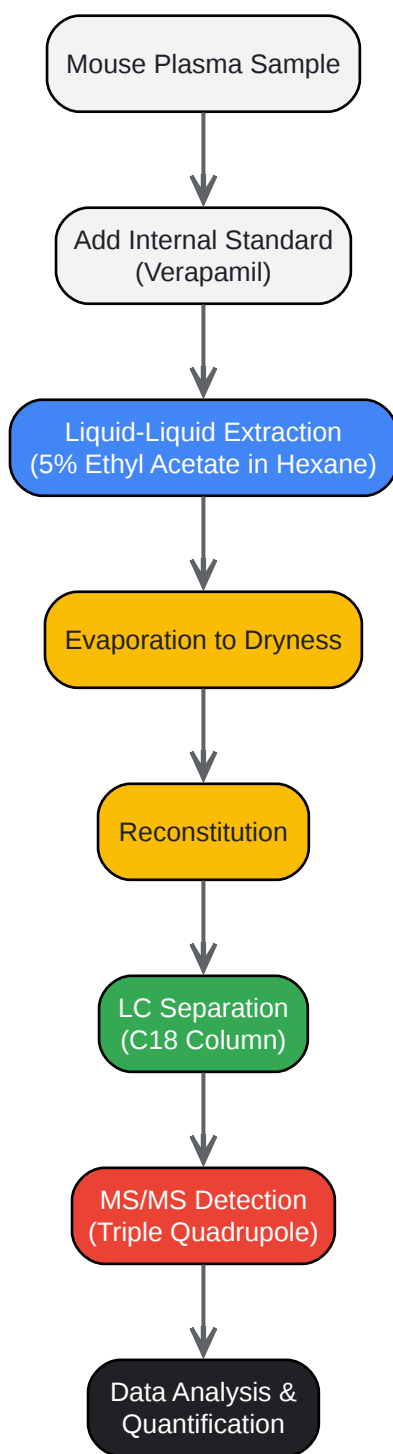 Mouse Plasma Sample
Add Internal Standard
(Verapamil)
Liquid-Liquid Extraction
(5% Ethyl Acetate in Hexane)
Evaporation to Dryness
Reconstitution
LC Separation
(C18 Column)
MS/MS Detection
(Triple Quadrupole)
Data Analysis &
Quantification